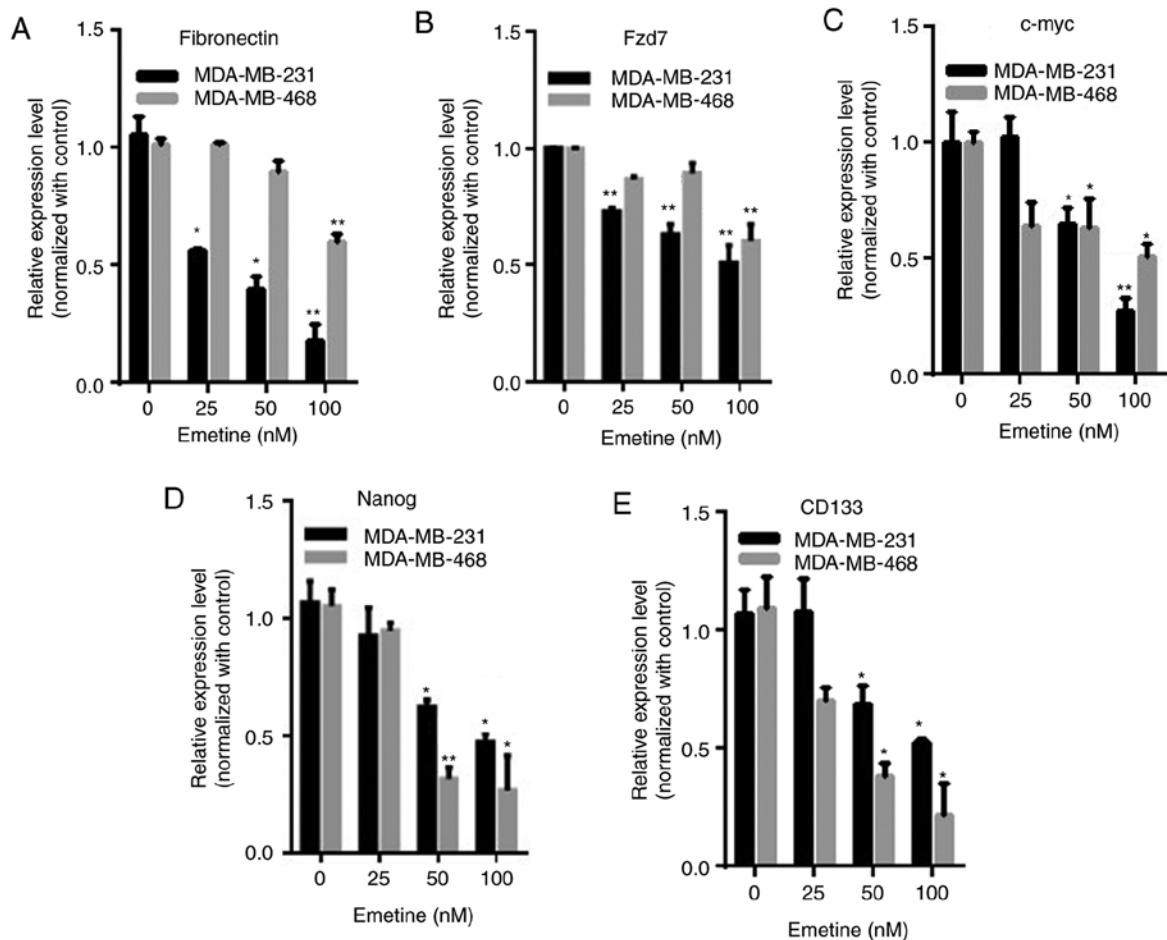 A
Fibronectin
MDA-MB-231
MDA-MB-468
Relative expression level
(normalized with control)
1.5
1.0
0.5
0.0
*
*
**
**
0 25 50 100
Emetine (nM)
B
Fzd7
MDA-MB-231
MDA-MB-468
Relative expression level
(normalized with control)
1.5
1.0
0.5
0.0
**
**
**
**
0 25 50 100
Emetine (nM)
C
c-myc
MDA-MB-231
MDA-MB-468
Relative expression level
(normalized with control)
1.5
1.0
0.5
0.0
*
*
**
*
0 25 50 100
Emetine (nM)
D
Nanog
MDA-MB-231
MDA-MB-468
Relative expression level
(normalized with control)
1.5
1.0
0.5
0.0
*
**
*
*
0 25 50 100
Emetine (nM)
E
CD133
MDA-MB-231
MDA-MB-468
Relative expression level
(normalized with control)
1.5
1.0
0.5
0.0
*
*
*
*
0 25 50 100
Emetine (nM)